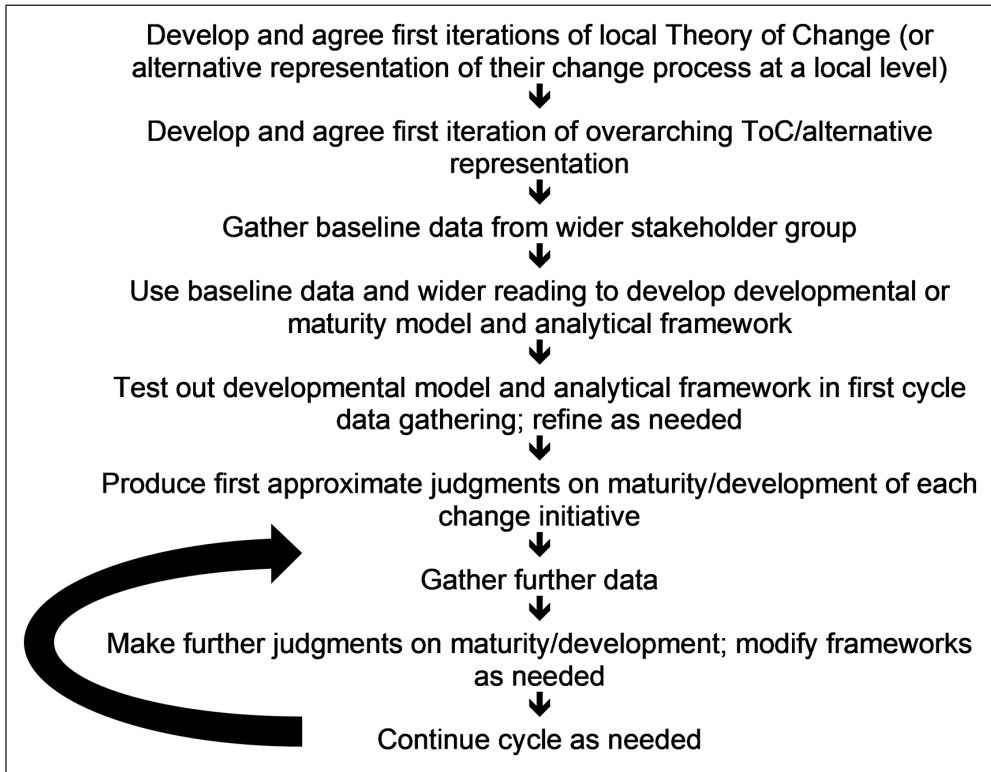 Develop and agree first iterations of local Theory of Change (or
alternative representation of their change process at a local level)
Develop and agree first iteration of overarching ToC/alternative
representation
Gather baseline data from wider stakeholder group
Use baseline data and wider reading to develop developmental or
maturity model and analytical framework
Test out developmental model and analytical framework in first cycle
data gathering; refine as needed
Produce first approximate judgments on maturity/development of each
change initiative
Gather further data
Make further judgments on maturity/development; modify frameworks
as needed
Continue cycle as needed